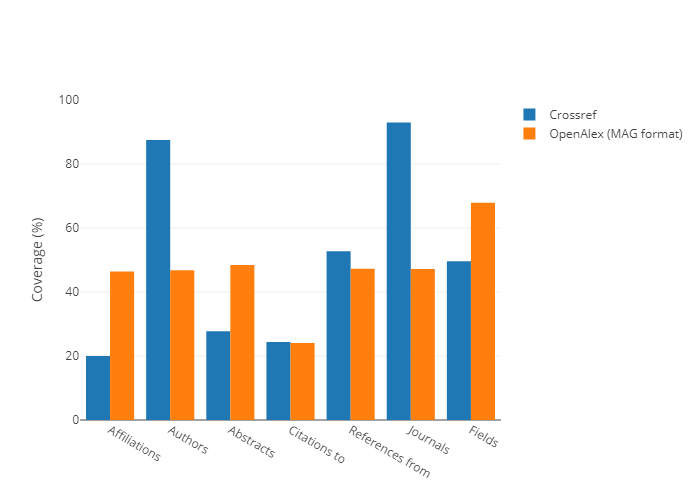 100
80
60
40
20
0
Coverage (%)
Affiliations
Authors
Abstracts
Citations to
References from
Journals
Fields
Crossref
OpenAlex (MAG format)